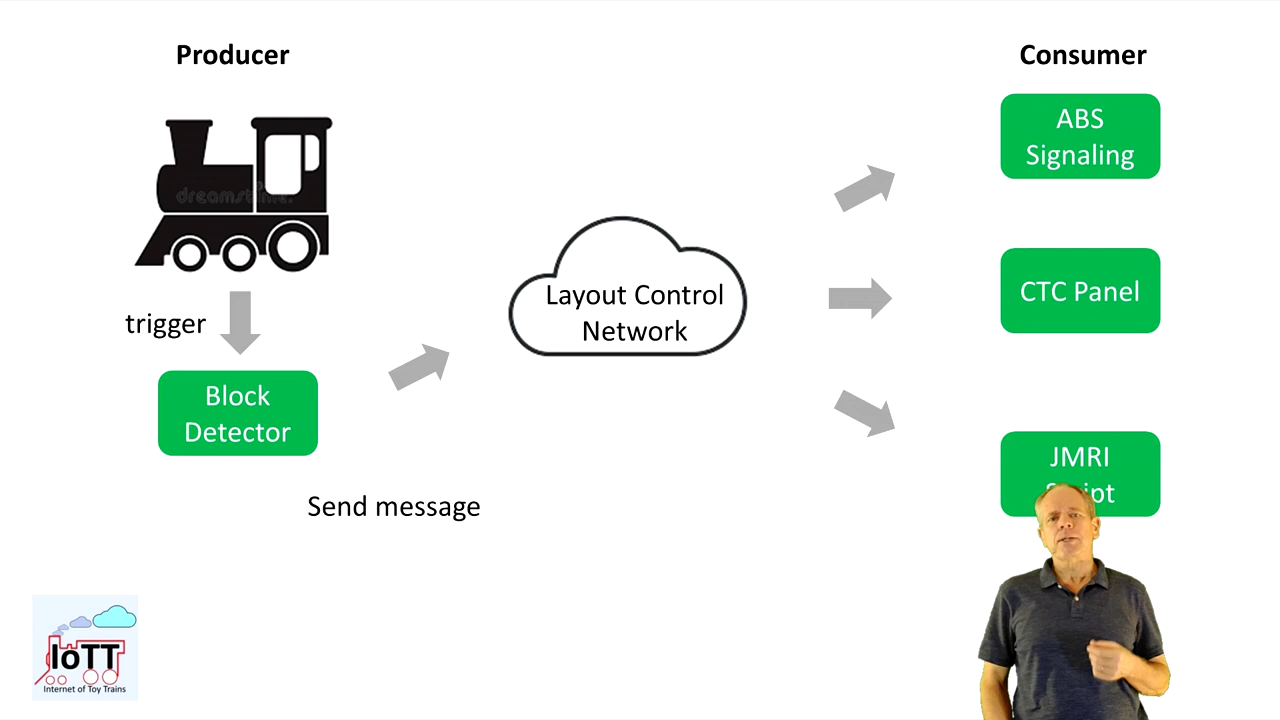 Producer
Consumer
ABS
Signaling
dreamstime.
Layout Control
Network
CTC Panel
trigger
Block
Detector
JMRI
Send message
IoTT
Internet of Toy Trains